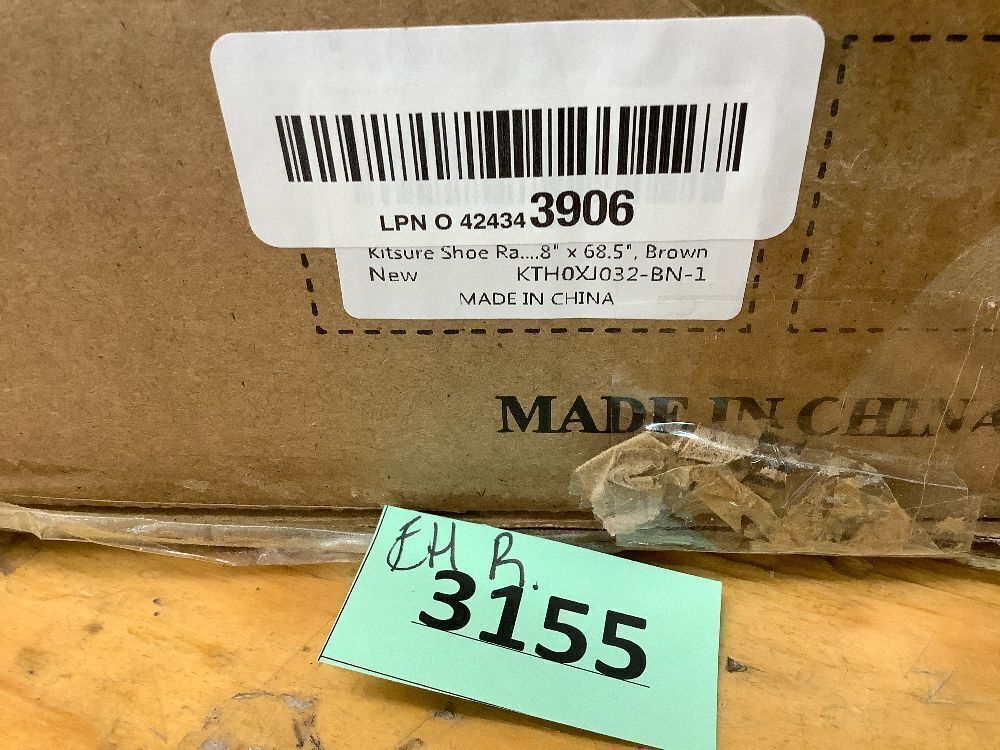 LPN O 42434 3906
Kitsure Shoe Ra....8" x 68.5", Brown
New KTH0XJ032-BN-1
MADE IN CHINA
MADE IN CHINA
EH R.
3155